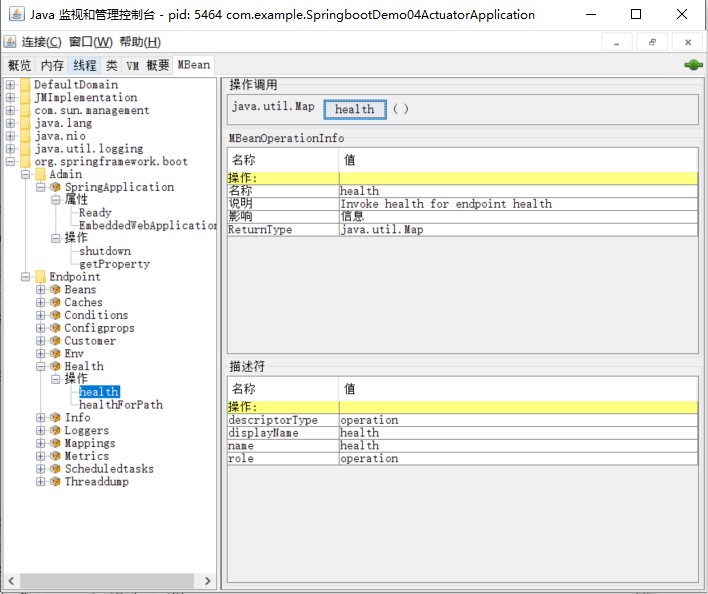 Java 监视和管理控制台 - pid: 5464 com.example.SpringbootDemo04ActuatorApplication
连接(C) 窗口(W) 帮助(H)
概览 内存 线程 类 VM 概要 MBean
DefaultDomain
JMImplementation
com.sun.management
java.lang
java.nio
java.util.logging
org.springframework.boot
Admin
SpringApplication
属性
Ready
EmbeddedWebApplication
操作
shutdown
getProperty
Endpoint
Beans
Caches
Conditions
Configprops
Customer
Env
Health
操作
health
healthForPath
Info
Loggers
Mappings
Metrics
Scheduledtasks
Threaddump
操作调用
java.util.Map health ( )
MBeanOperationInfo
名称 值
操作:
名称 health
说明 Invoke health for endpoint health
影响 信息
ReturnType java.util.Map
描述符
名称 值
操作:
descriptorType operation
displayName health
name health
role operation